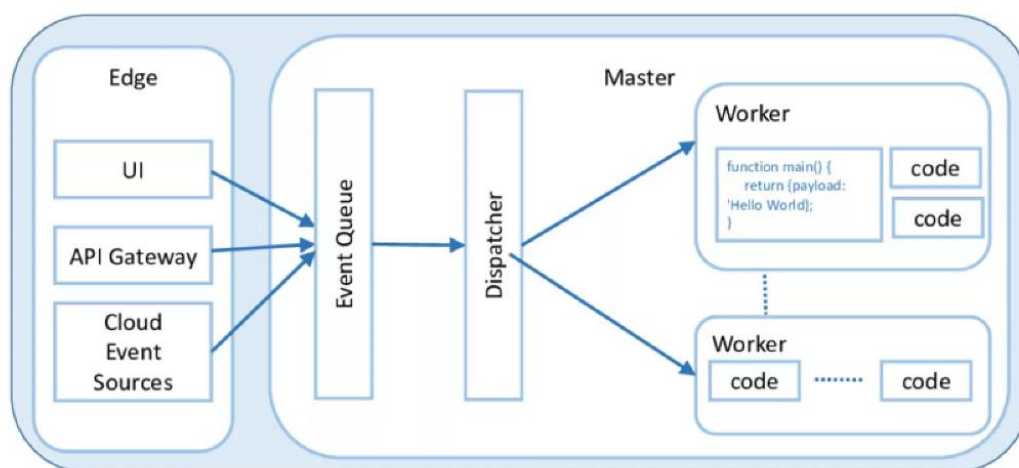 Edge
UI
API Gateway
Cloud
Event
Sources
Master
Event Queue
Dispatcher
Worker
function main() {
return {payload:
'Hello World};
}
code
code
Worker
code
code